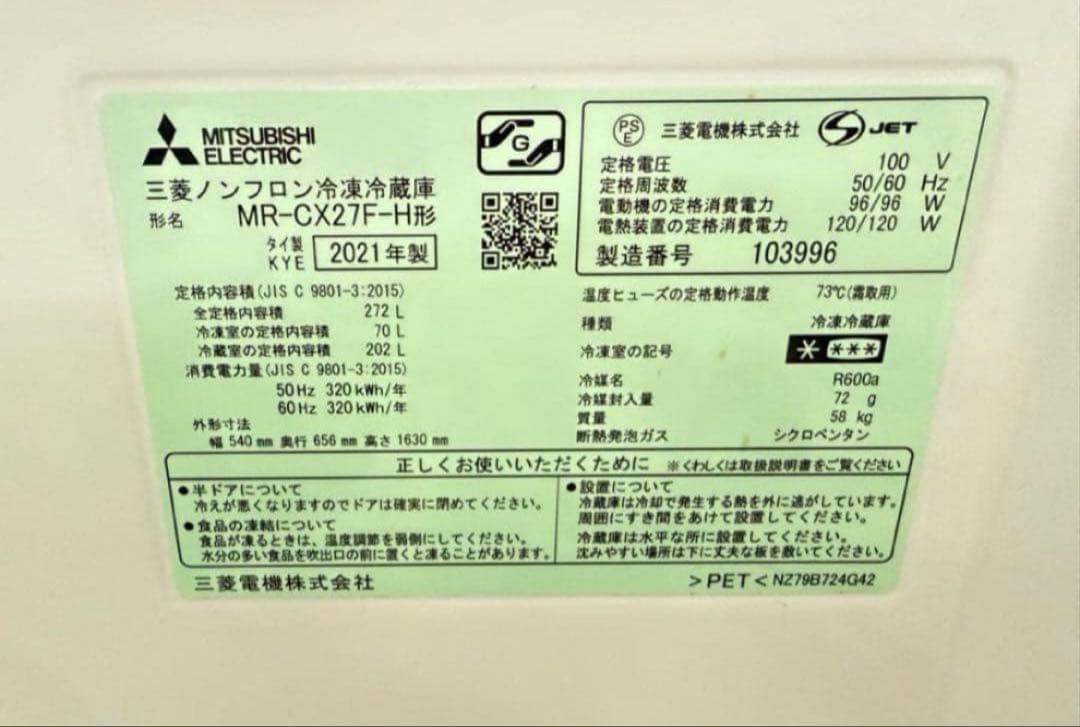 MITSUBISHI
ELECTRIC
三菱ノンフロン冷凍冷蔵庫
形名 MR-CX27F-H形
タイ製
KYE 2021年製
G
定格内容積(JIS C 9801-3:2015)
全定格内容積 272 L
冷凍室の定格内容積 70 L
冷蔵室の定格内容積 202 L
消費電力量(JIS C 9801-3:2015)
50Hz 320kWh/年
60Hz 320kWh/年
外形寸法
幅 540 mm 奥行 656 mm 高さ 1630 mm
PS
E 三菱電機株式会社 JET
定格電圧 100 V
定格周波数 50/60 Hz
電動機の定格消費電力 96/96 W
電熱装置の定格消費電力 120/120 W
製造番号 103996
温度ヒューズの定格動作温度 73℃(霜取用)
種類 冷凍冷蔵庫
冷凍室の記号 * ***
冷媒名 R600a
冷媒封入量 72 g
質量 58 kg
断熱発泡ガス シクロペンタン
正しくお使いいただくために ※くわしくは取扱説明書をご覧ください
●半ドアについて
冷えが悪くなりますのでドアは確実に閉めてください。
●食品の凍結について
食品が凍るときは、温度調節を弱側にしてください。
水分の多い食品を吹出口の前に置くと凍ることがあります。
●設置について
冷蔵庫は冷却で発生する熱を外に逃がしています。
周囲にすき間をあけて設置してください。
冷蔵庫は水平な所に設置してください。
沈みやすい場所は下に丈夫な板を敷いてください。
三菱電機株式会社 >PET< NZ79B724G42